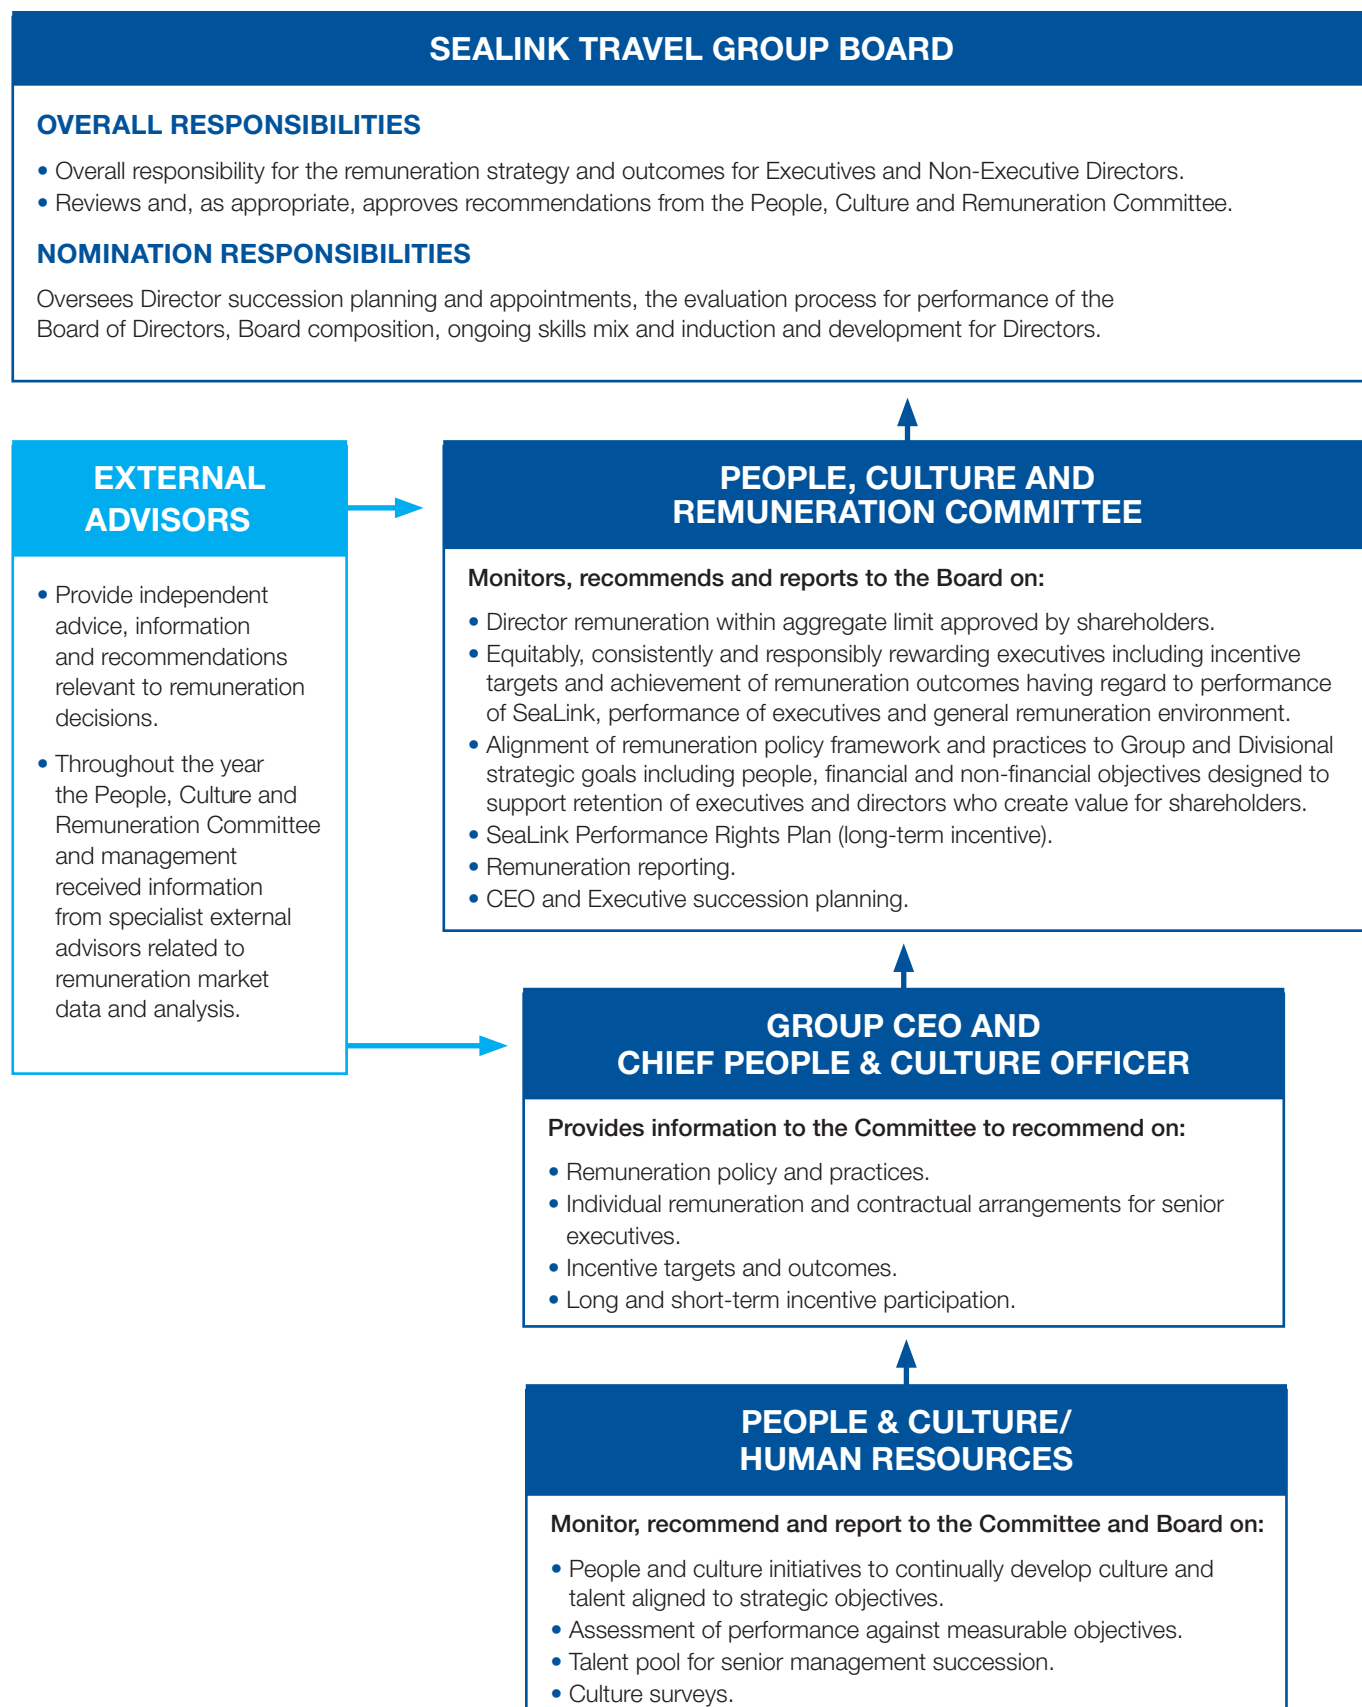 SEALINK TRAVEL GROUP BOARD
OVERALL RESPONSIBILITIES
• Overall responsibility for the remuneration strategy and outcomes for Executives and Non-Executive Directors.
• Reviews and, as appropriate, approves recommendations from the People, Culture and Remuneration Committee.
NOMINATION RESPONSIBILITIES
Oversees Director succession planning and appointments, the evaluation process for performance of the
Board of Directors, Board composition, ongoing skills mix and induction and development for Directors.
EXTERNAL
ADVISORS
• Provide independent
advice, information
and recommendations
relevant to remuneration
decisions.
• Throughout the year
the People, Culture and
Remuneration Committee
and management
received information
from specialist external
advisors related to
remuneration market
data and analysis.
PEOPLE, CULTURE AND
REMUNERATION COMMITTEE
Monitors, recommends and reports to the Board on:
• Director remuneration within aggregate limit approved by shareholders.
• Equitably, consistently and responsibly rewarding executives including incentive
targets and achievement of remuneration outcomes having regard to performance
of SeaLink, performance of executives and general remuneration environment.
• Alignment of remuneration policy framework and practices to Group and Divisional
strategic goals including people, financial and non-financial objectives designed to
support retention of executives and directors who create value for shareholders.
• SeaLink Performance Rights Plan (long-term incentive).
• Remuneration reporting.
• CEO and Executive succession planning.
GROUP CEO AND
CHIEF PEOPLE & CULTURE OFFICER
Provides information to the Committee to recommend on:
• Remuneration policy and practices.
• Individual remuneration and contractual arrangements for senior
executives.
• Incentive targets and outcomes.
• Long and short-term incentive participation.
PEOPLE & CULTURE/
HUMAN RESOURCES
Monitor, recommend and report to the Committee and Board on:
• People and culture initiatives to continually develop culture and
talent aligned to strategic objectives.
• Assessment of performance against measurable objectives.
• Talent pool for senior management succession.
• Culture surveys.